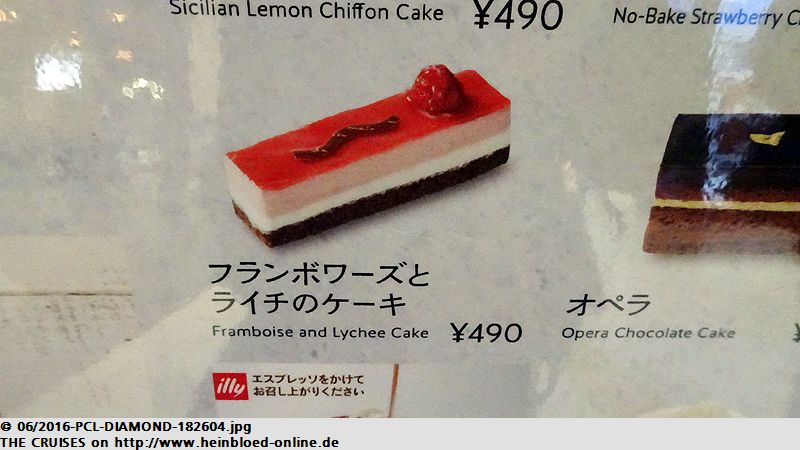 Sicilian Lemon Chiffon Cake ¥490
No-Bake Strawberry
フランボワーズと
ライチのケーキ
Framboise and Lychee Cake ¥490
オペラ
Opera Chocolate Cake
illy エスプレッソをかけて
お召し上がりください
© 06/2016-PCL-DIAMOND-182604.jpg
THE CRUISES on http://www.heinbloed-online.de